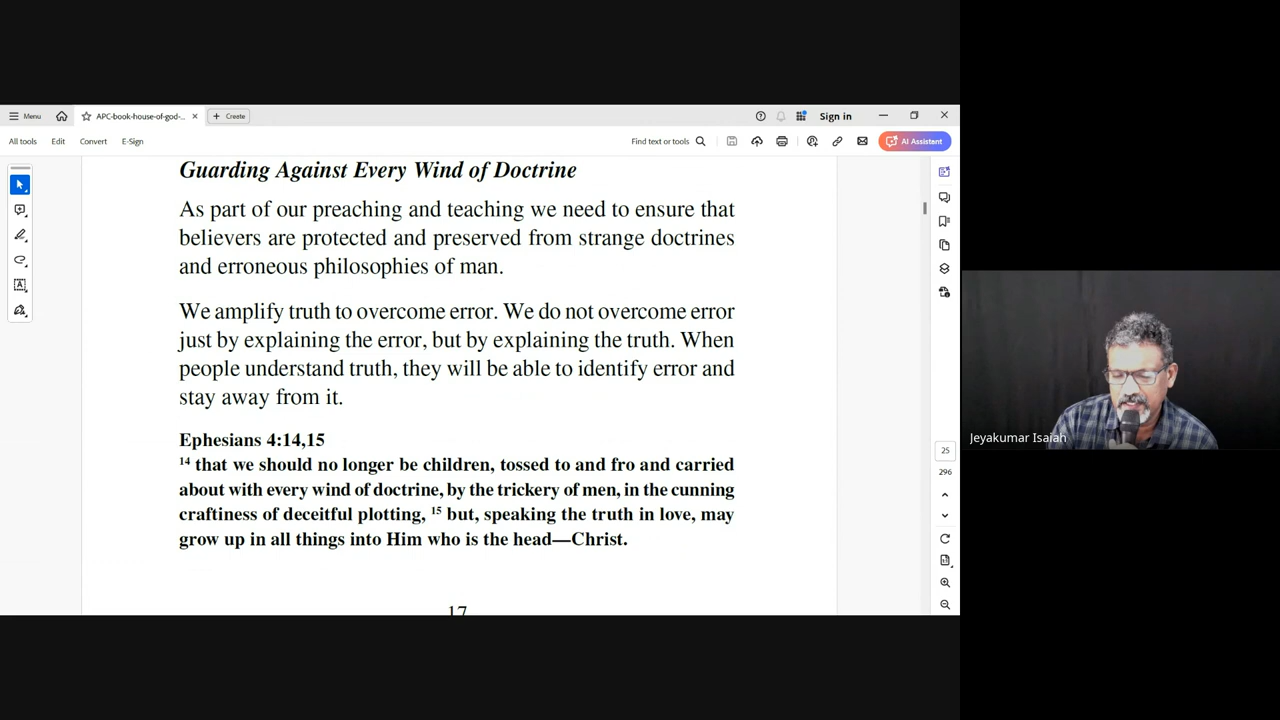 Menu
APC-book-house-of-god-...
Create
Sign in
All tools
Edit
Convert
E-Sign
Find text or tools
AI Assistant
Guarding Against Every Wind of Doctrine
As part of our preaching and teaching we need to ensure that
believers are protected and preserved from strange doctrines
and erroneous philosophies of man.
We amplify truth to overcome error. We do not overcome error
just by explaining the error, but by explaining the truth. When
people understand truth, they will be able to identify error and
stay away from it.
Ephesians 4:14,15
14 that we should no longer be children, tossed to and fro and carried
about with every wind of doctrine, by the trickery of men, in the cunning
craftiness of deceitful plotting, 15 but, speaking the truth in love, may
grow up in all things into Him who is the head—Christ.
17
25
296
Jeyakumar Isaiah